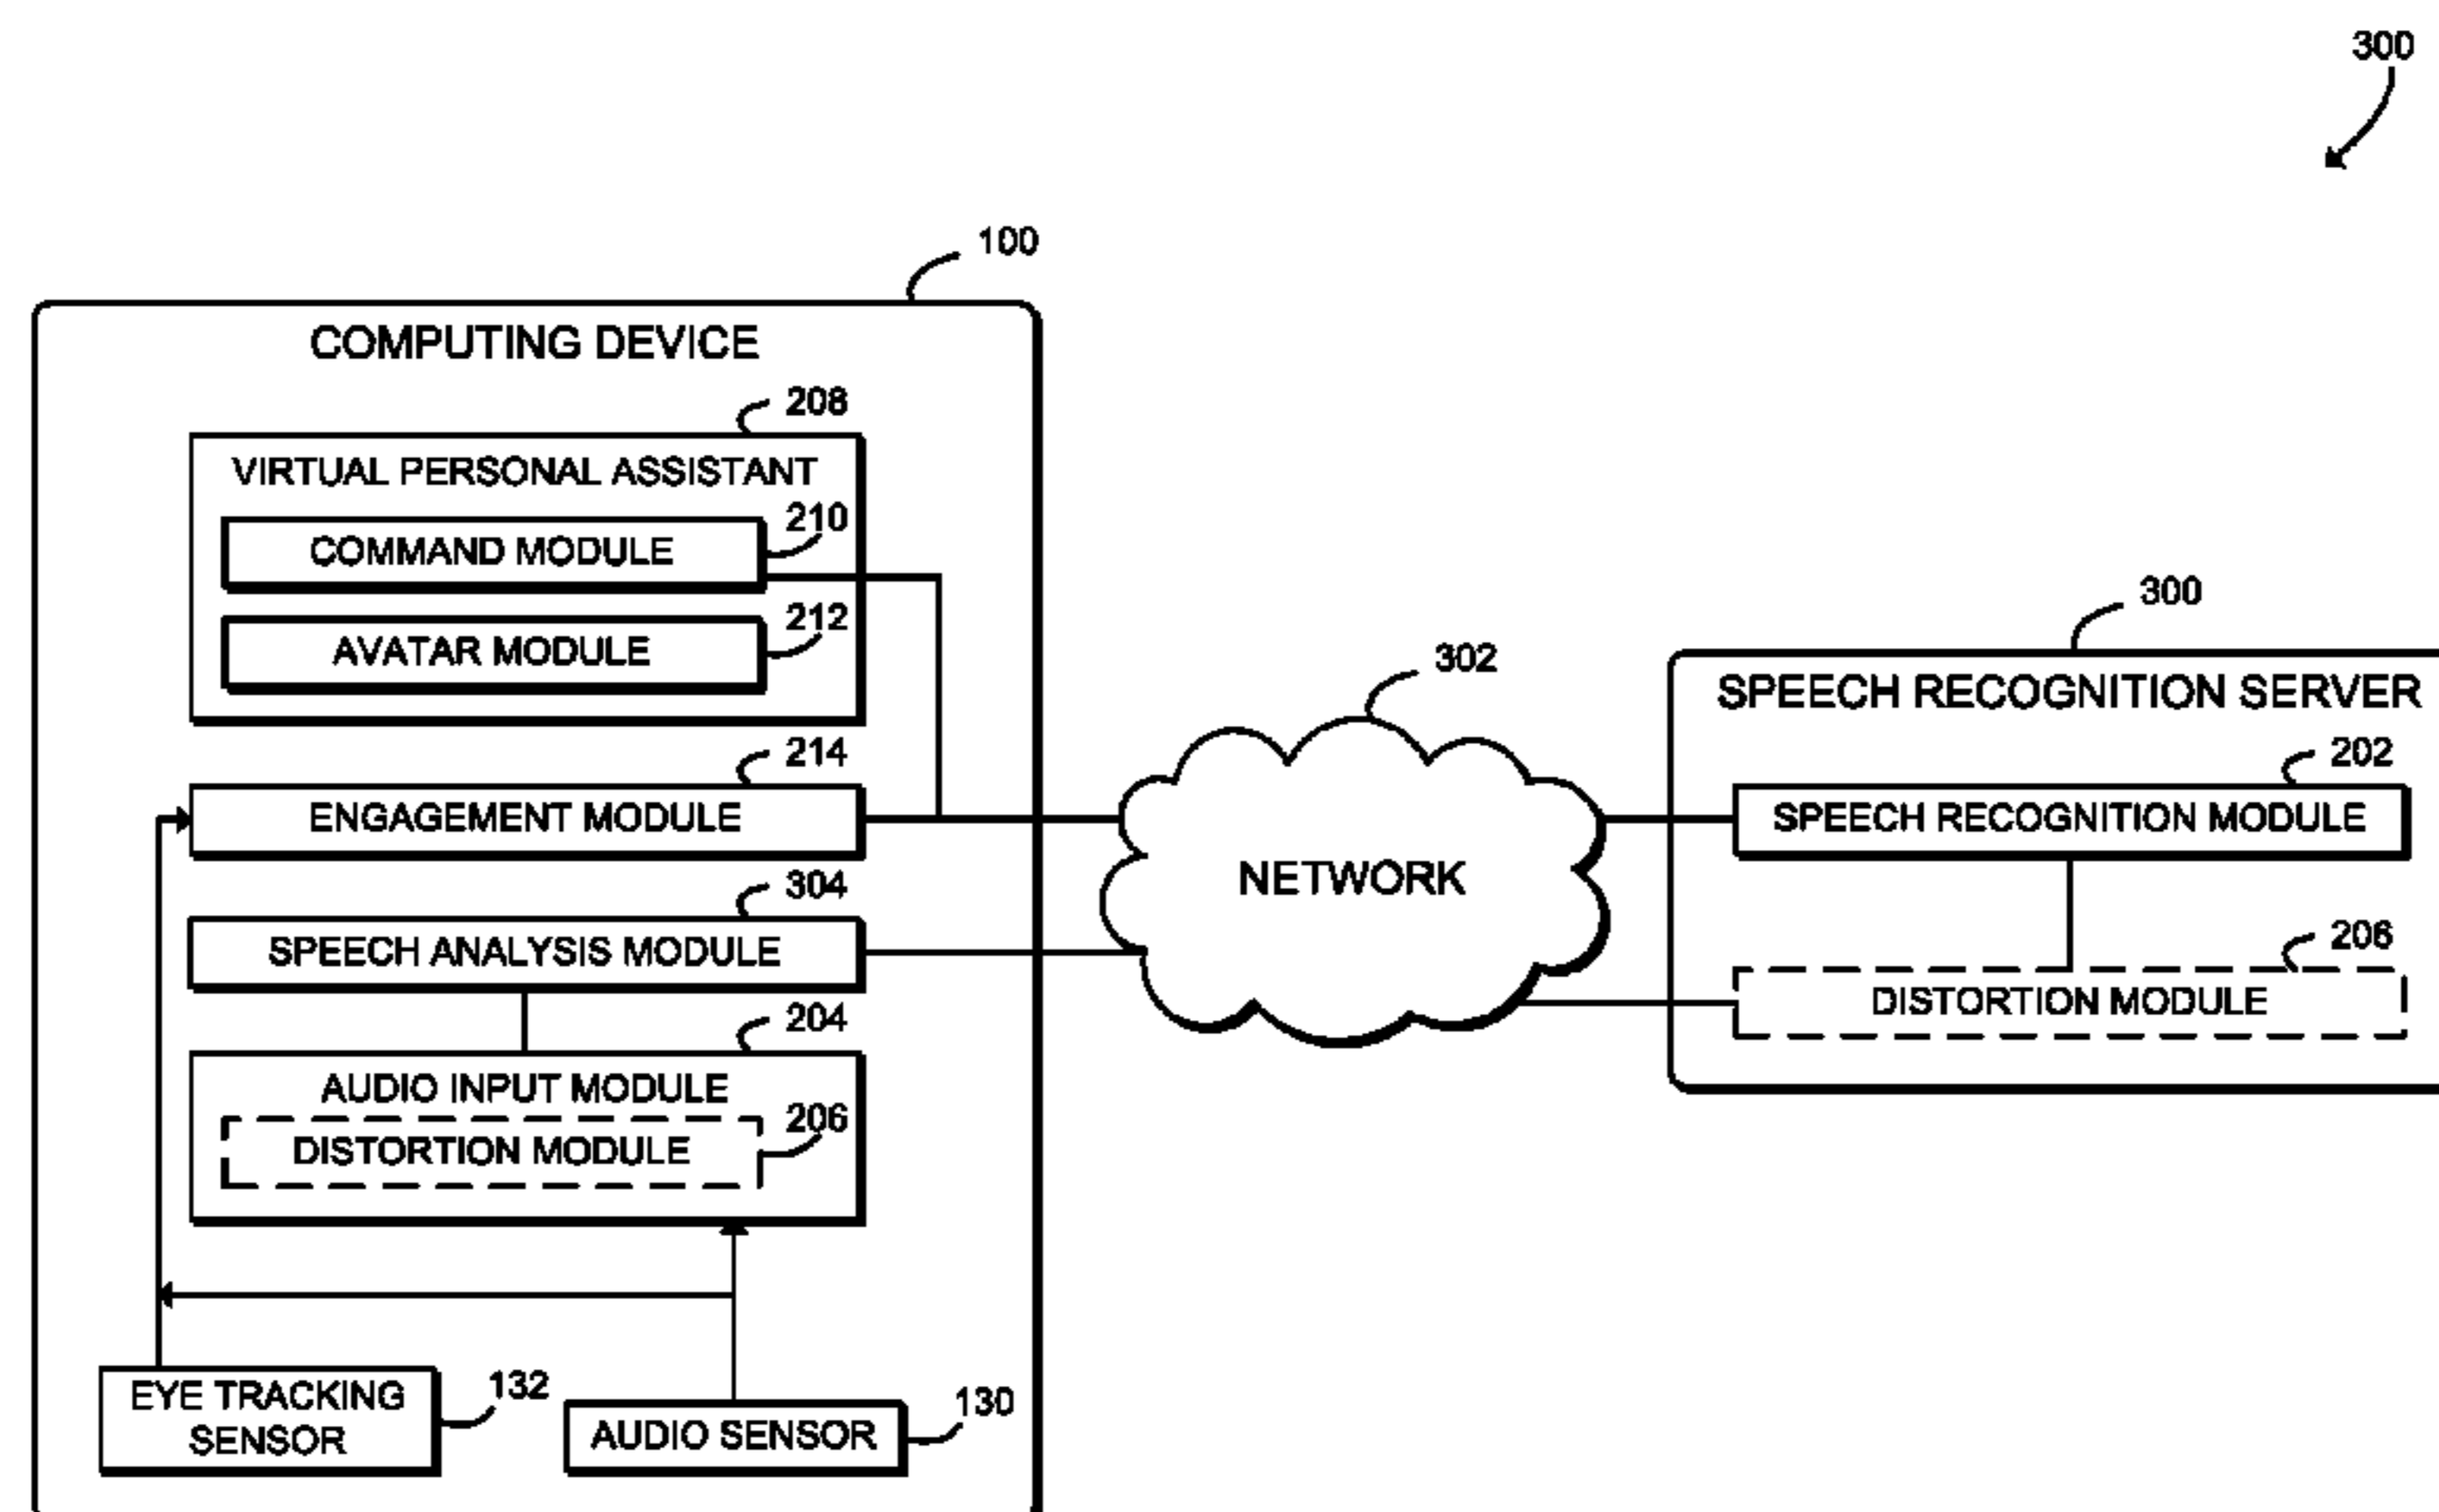 300
100
COMPUTING DEVICE
208
VIRTUAL PERSONAL ASSISTANT
210
COMMAND MODULE
212
AVATAR MODULE
214
ENGAGEMENT MODULE
304
SPEECH ANALYSIS MODULE
204
AUDIO INPUT MODULE
206
DISTORTION MODULE
132
EYE TRACKING
SENSOR
130
AUDIO SENSOR
302
NETWORK
300
SPEECH RECOGNITION SERVER
202
SPEECH RECOGNITION MODULE
206
DISTORTION MODULE